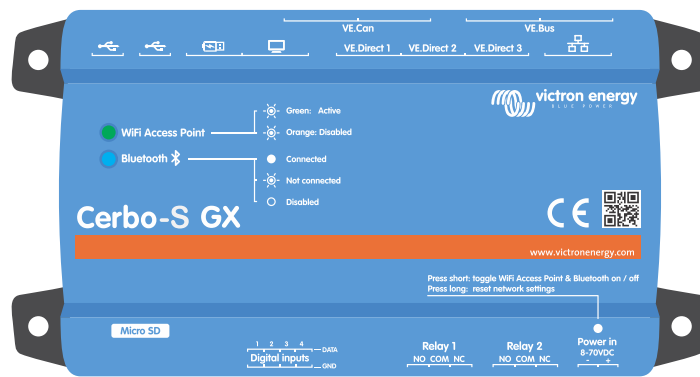 VE.Can
VE.Bus
VE.Direct 1
VE.Direct 2
VE.Direct 3
victron energy
BLUE POWER
Green: Active
WiFi Access Point
Orange: Disabled
Bluetooth
Connected
Not connected
Disabled
Cerbo-S GX
CE
www.victronenergy.com
Press short: toggle WiFi Access Point & Bluetooth on / off
Press long: reset network settings
Micro SD
1 2 3 4
DATA
Digital inputs
GND
Relay 1
NO COM NC
Relay 2
NO COM NC
Power in
8-70VDC
- +